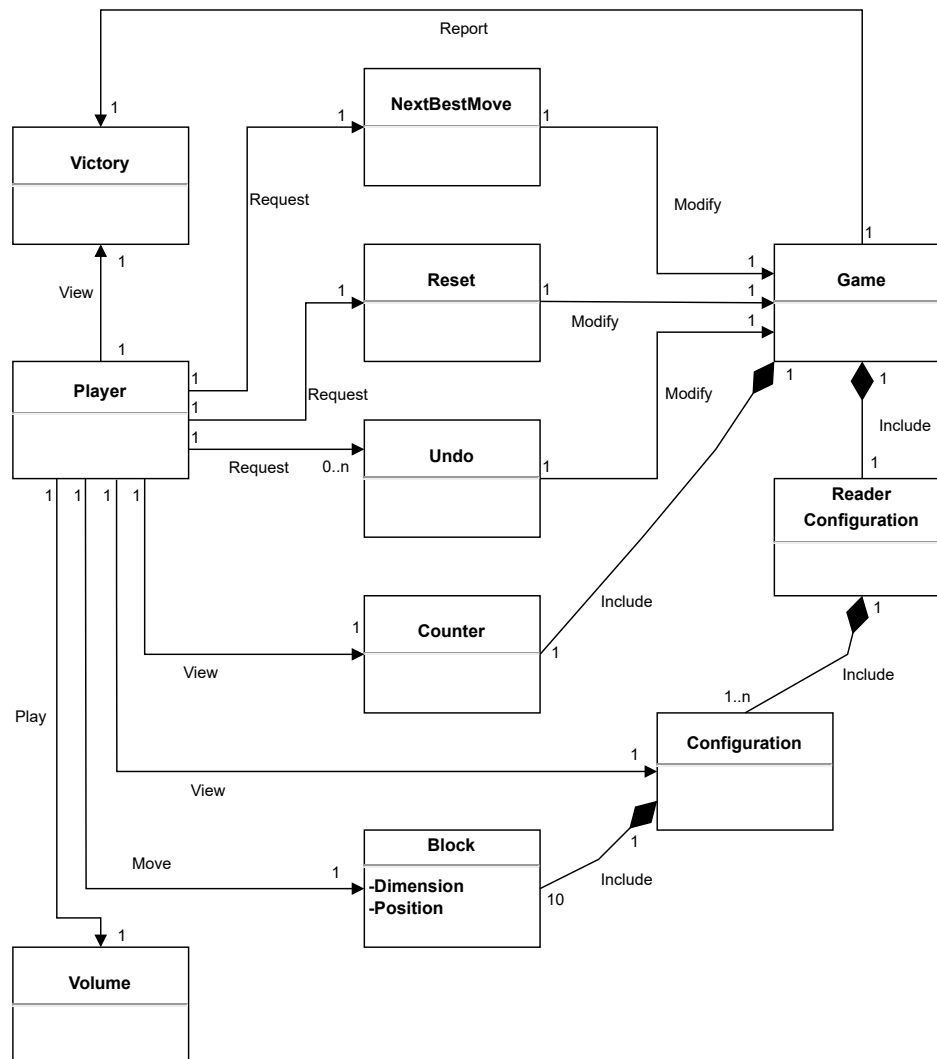 Report
1
1
NextBestMove
1
1
Victory
Request
Modify
1
View
1
Reset
1
1
1
1
1
Game
Modify
1
1
Player
1
1
1
Request
Modify
1
1
Include
Request
0..n
Undo
1
1
1
1
1
1
Reader
Configuration
Include
1
Counter
1
1
View
Include
1..n
Play
Configuration
1
View
1
Block
Include
Move
1
-Dimension
-Position
10
1
Volume